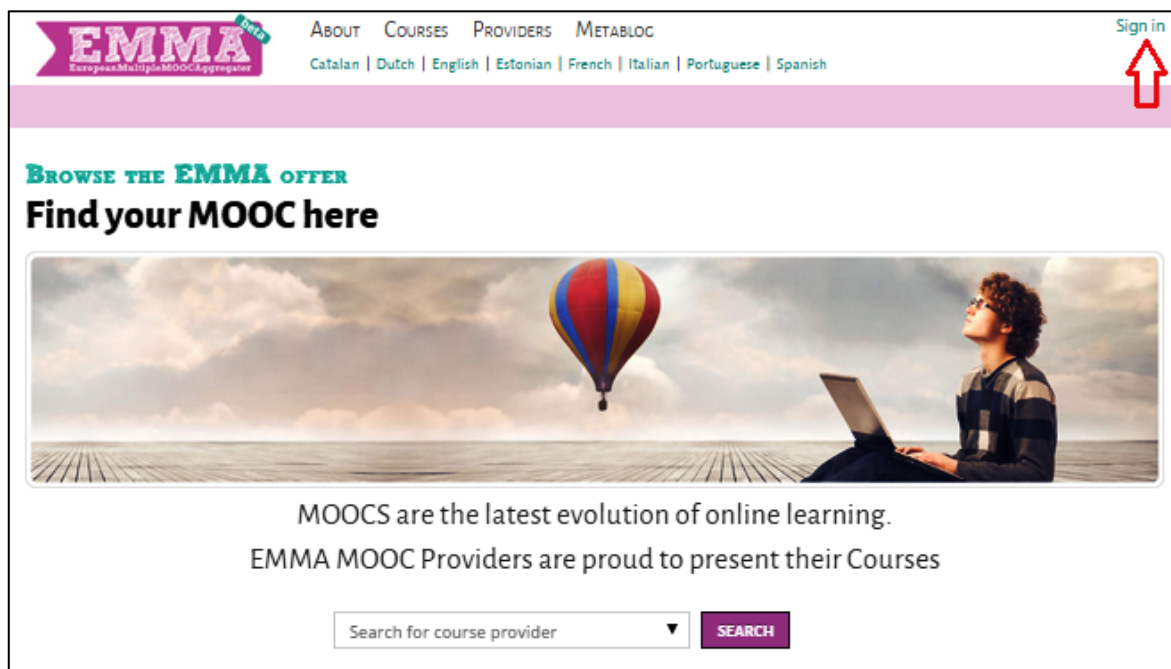 EMMA beta
EuropeanMultipleMOOCAggregator
About Courses Providers Metablog
Sign in
Catalan | Dutch | English | Estonian | French | Italian | Portuguese | Spanish
Browse the EMMA offer
Find your MOOC here
MOOCS are the latest evolution of online learning.
EMMA MOOC Providers are proud to present their Courses
Search for course provider ▼ SEARCH